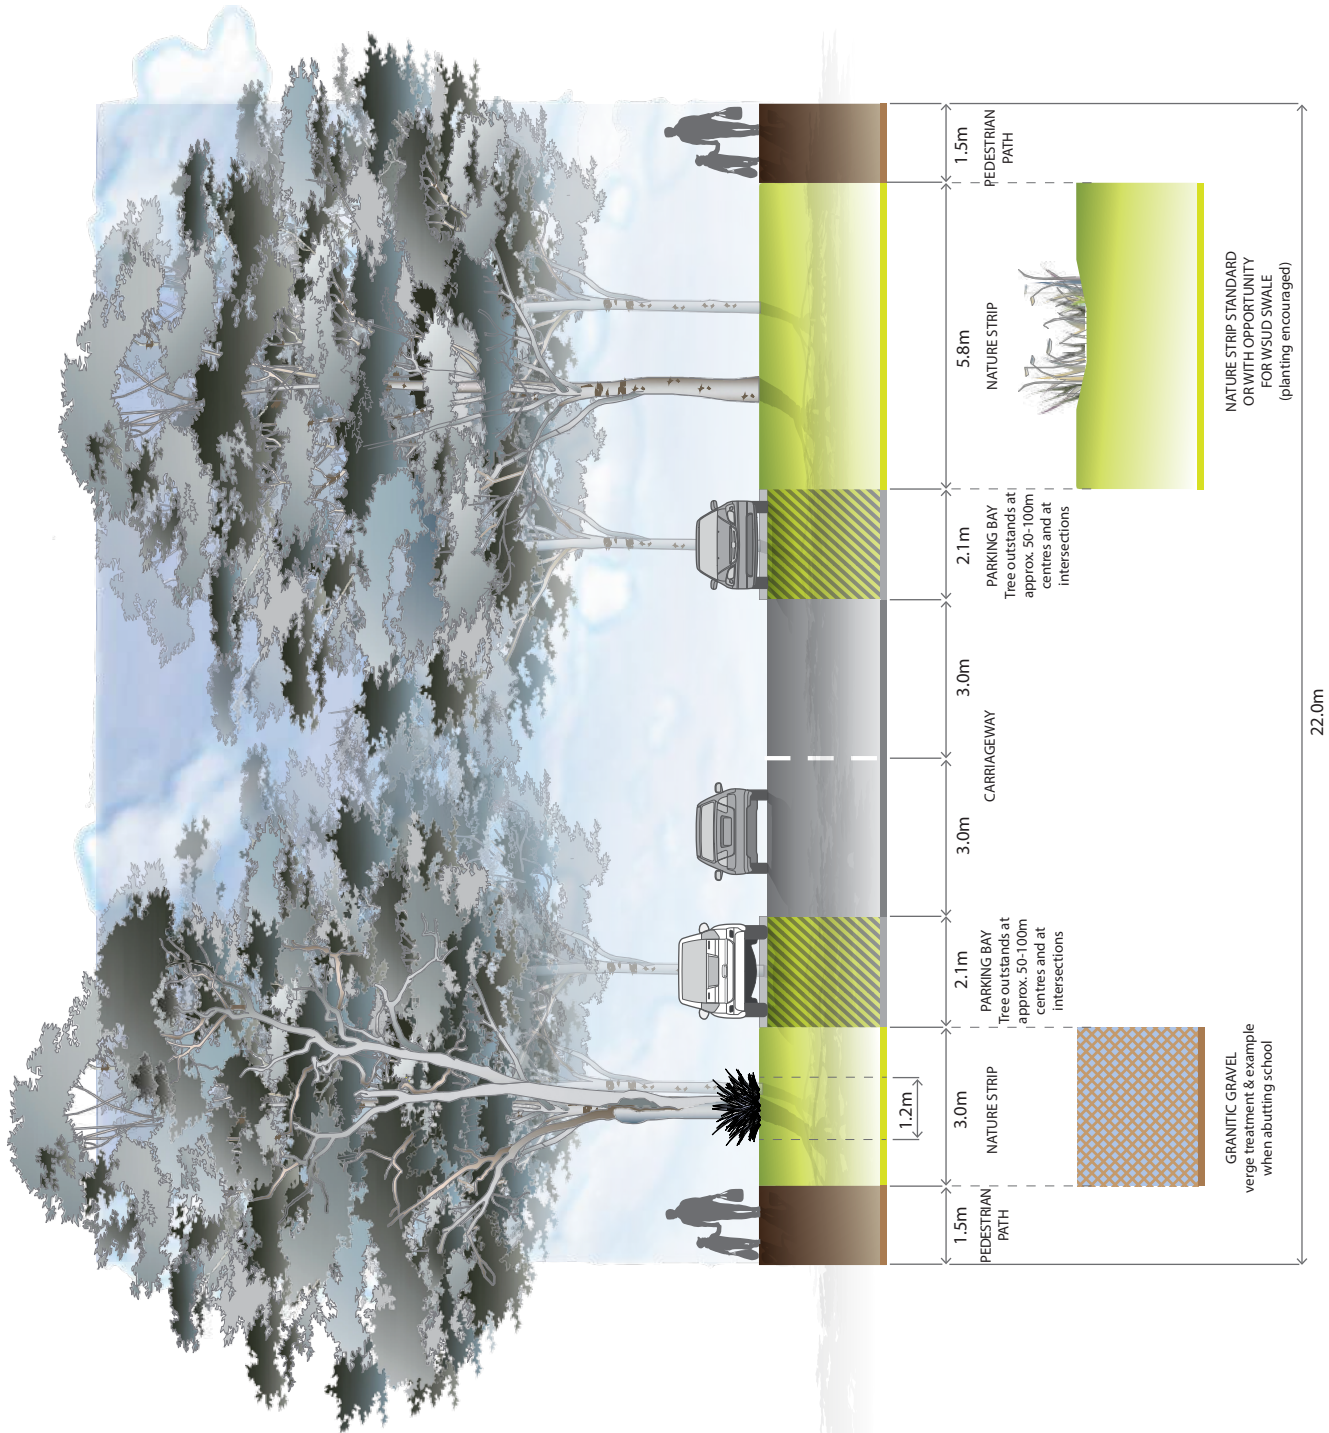 1.5m
PEDESTRIAN
PATH
1.2m
3.0m
NATURE STRIP
2.1m
PARKING BAY
Tree outstands at
approx. 50-100m
centres and at
intersections
3.0m
CARRIAGEWAY
3.0m
2.1m
PARKING BAY
Tree outstands at
approx. 50-100m
centres and at
intersections
5.8m
NATURE STRIP
1.5m
PEDESTRIAN
PATH
GRANITIC GRAVEL
verge treatment & example
when abutting school
NATURE STRIP STANDARD
OR WITH OPPORTUNITY
FOR WSUD SWALE
(planting encouraged)
22.0m